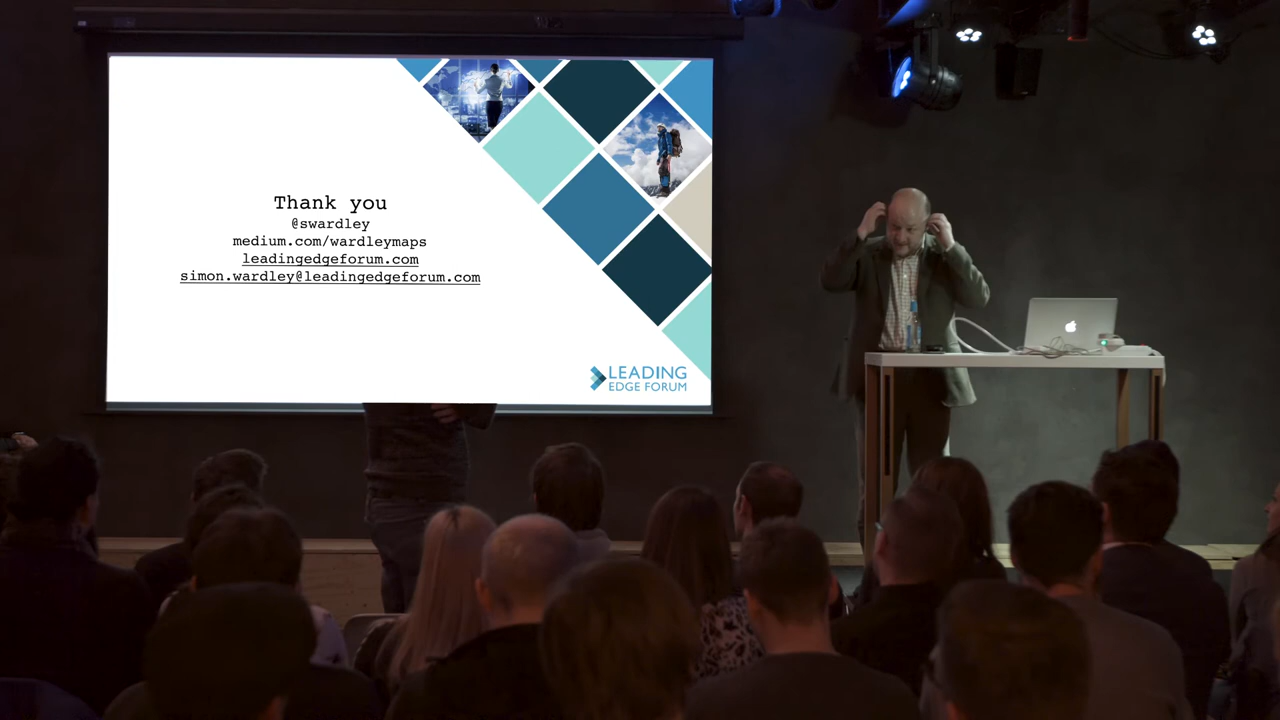 Thank you
@swardley
medium.com/wardleymaps
leadingedgeforum.com
simon.wardley@leadingedgeforum.com
LEADING
EDGE FORUM